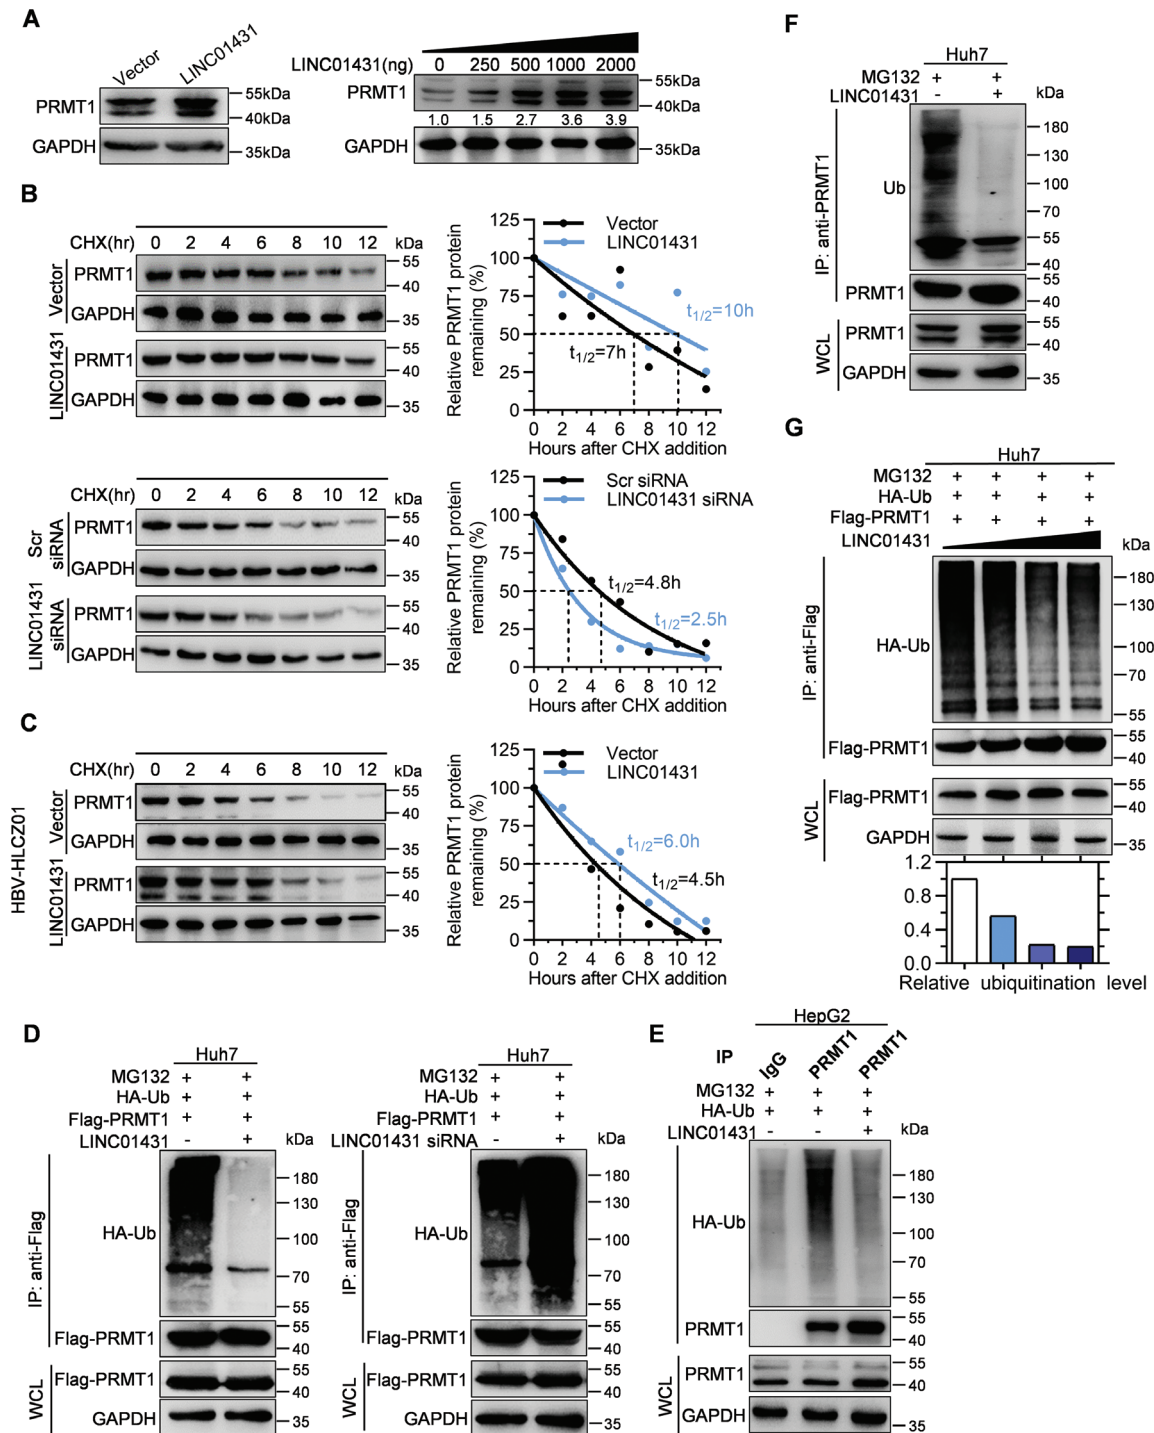 A
Vector
LINC01431
PRMT1
55kDa
40kDa
GAPDH
35kDa
LINC01431(ng)
0 250 500 1000 2000
PRMT1
55kDa
40kDa
1.0 1.5 2.7 3.6 3.9
GAPDH
35kDa
B
CHX(hr) 0 2 4 6 8 10 12 kDa
Vector
PRMT1
55
40
GAPDH
35
LINC01431
PRMT1
55
40
GAPDH
35
Relative PRMT1 protein
remaining (%)
125
100
75
50
25
0
Vector
LINC01431
t1/2=10h
t1/2=7h
0 2 4 6 8 10 12
Hours after CHX addition
CHX(hr) 0 2 4 6 8 10 12 kDa
Scr
siRNA
PRMT1
55
40
GAPDH
35
LINC01431
siRNA
PRMT1
55
40
GAPDH
35
Relative PRMT1 protein
remaining (%)
125
100
75
50
25
0
Scr siRNA
LINC01431 siRNA
t1/2=4.8h
t1/2=2.5h
0 2 4 6 8 10 12
Hours after CHX addition
C
HBV-HLCZ01
CHX(hr) 0 2 4 6 8 10 12 kDa
Vector
PRMT1
55
40
GAPDH
35
LINC01431
PRMT1
55
40
GAPDH
35
Relative PRMT1 protein
remaining (%)
125
100
75
50
25
0
Vector
LINC01431
t1/2=6.0h
t1/2=4.5h
0 2 4 6 8 10 12
Hours after CHX addition
D
Huh7
MG132 + +
HA-Ub + +
Flag-PRMT1 + +
LINC01431 - + kDa
IP: anti-Flag
HA-Ub
180
130
100
70
55
Flag-PRMT1
55
40
WCL
Flag-PRMT1
55
40
GAPDH
35
Huh7
MG132 + +
HA-Ub + +
Flag-PRMT1 + +
LINC01431 siRNA - + kDa
IP: anti-Flag
HA-Ub
180
130
100
70
55
Flag-PRMT1
55
40
WCL
Flag-PRMT1
55
40
GAPDH
35
E
HepG2
IP IgG PRMT1 PRMT1
MG132 + + +
HA-Ub + + +
LINC01431 - - + kDa
HA-Ub
180
130
100
70
55
PRMT1
55
40
WCL
PRMT1
55
40
GAPDH
35
F
Huh7
MG132 + +
LINC01431 - + kDa
IP: anti-PRMT1
Ub
180
130
100
70
55
40
PRMT1
55
40
WCL
PRMT1
55
40
GAPDH
35
G
Huh7
MG132 + + + +
HA-Ub + + + +
Flag-PRMT1 + + + +
LINC01431
kDa
IP: anti-Flag
HA-Ub
180
130
100
70
55
Flag-PRMT1
55
40
WCL
Flag-PRMT1
55
40
GAPDH
35
1.2
0.8
0.4
0.0
Relative ubiquitination level